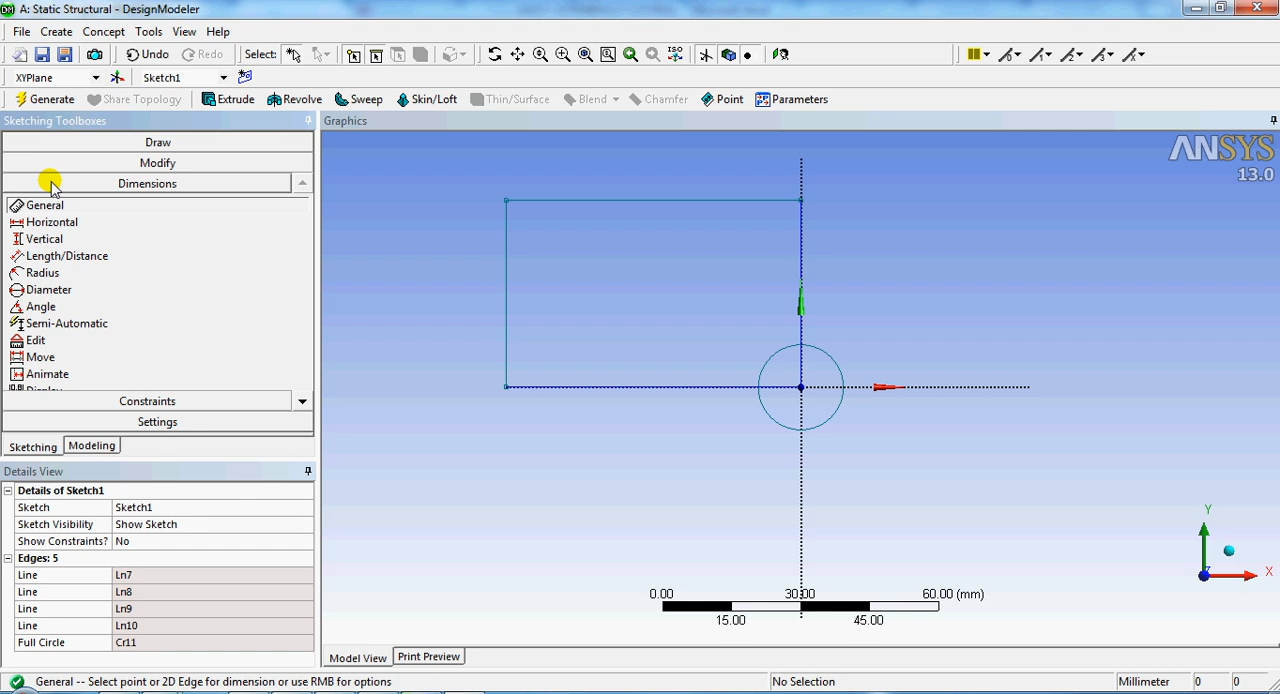 A: Static Structural - DesignModeler
File Create Concept Tools View Help
Undo Redo Select: ISO
XYPlane Sketch1
Generate Share Topology Extrude Revolve Sweep Skin/Loft Thin/Surface Blend Chamfer Point Parameters
Sketching Toolboxes
Draw
Modify
Dimensions
General
Horizontal
Vertical
Length/Distance
Radius
Diameter
Angle
Semi-Automatic
Edit
Move
Animate
Display
Constraints
Settings
Sketching Modeling
Details View
Details of Sketch1
Sketch Sketch1
Sketch Visibility Show Sketch
Show Constraints? No
Edges: 5
Line Ln7
Line Ln8
Line Ln9
Line Ln10
Full Circle Cr11
Graphics
ANSYS
13.0
Y
X
0.00 30.00 60.00 (mm)
15.00 45.00
Model View Print Preview
General -- Select point or 2D Edge for dimension or use RMB for options No Selection Millimeter 0 0